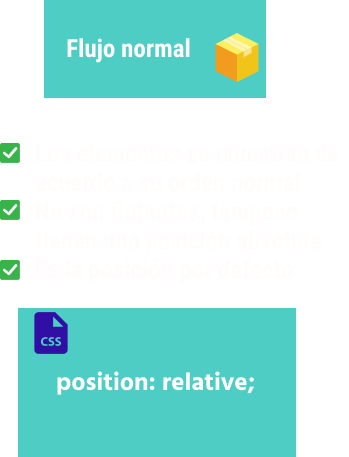 Flujo normal
Los elementos se muestran de
acuerdo a su orden normal
No son flotantes, tampoco
tienen una posición absoluta
Es la posición por defecto
CSS
position: relative;